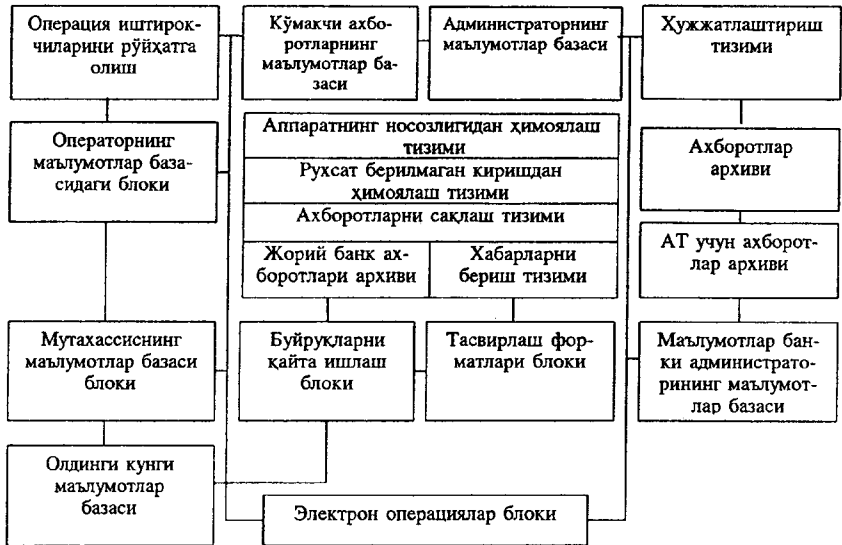 Операция иштирок-
чиларини рўйҳатга
олиш
Кўмакчи ахбо-
ротларнинг
маълумотлар ба-
заси
Администраторнинг
маълумотлар базаси
Ҳужжатлаштириш
тизими
Операторнинг
маълумотлар база-
сидаги блоки
Аппаратнинг носозлигидан ҳимоялаш
тизими
Рухсат берилмаган киришдан
ҳимоялаш тизими
Ахборотларни сақлаш тизими
Жорий банк ах-
боротлари архиви
Хабарларни
бериш тизими
Ахборотлар
архиви
АТ учун ахборот-
лар архиви
Мутахассиснинг
маълумотлар базаси
блоки
Буйруқларни
қайта ишлаш
блоки
Тасвирлаш фор-
матлари блоки
Маълумотлар бан-
ки администрато-
рининг маълумот-
лар базаси
Олдинги кунги
маълумотлар
базаси
Электрон операциялар блоки